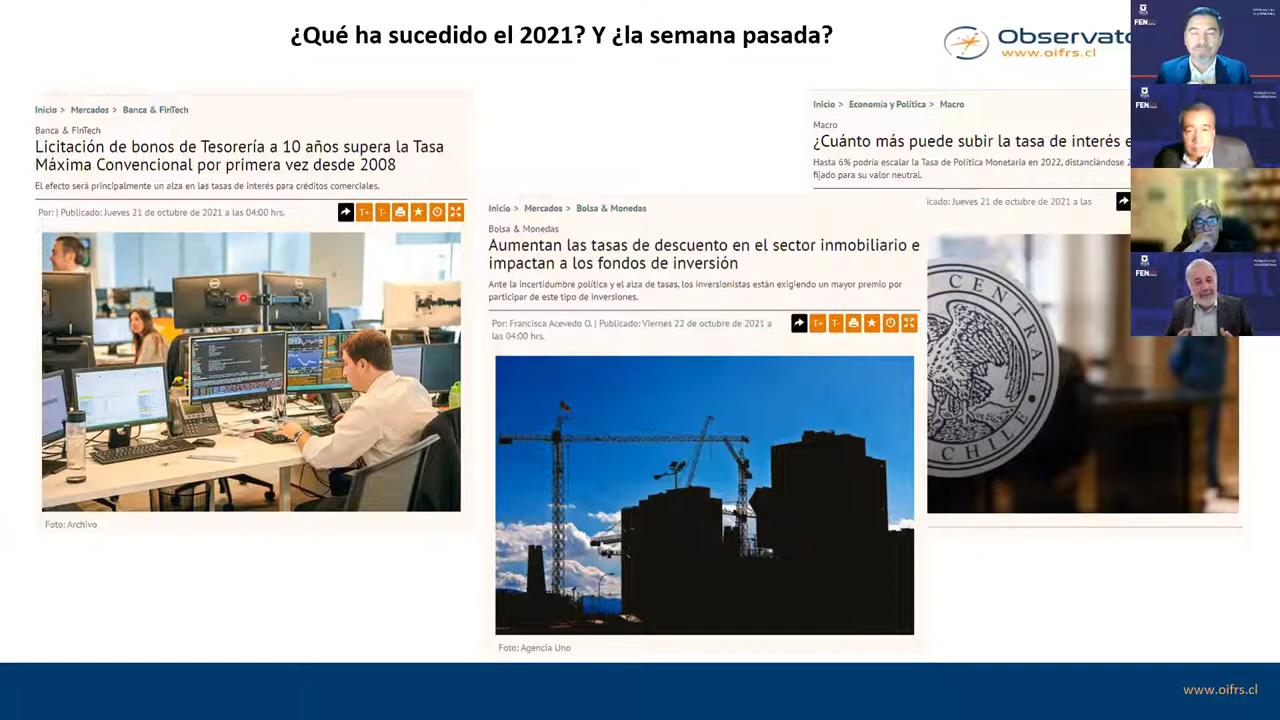 ¿Qué ha sucedido el 2021? Y ¿la semana pasada?
Observato
www.oifrs.cl
Inicio > Mercados > Banca & FinTech
Banca & FinTech
Licitación de bonos de Tesorería a 10 años supera la Tasa
Máxima Convencional por primera vez desde 2008
El efecto será principalmente un alza en las tasas de interés para créditos comerciales.
Por: | Publicado: Jueves 21 de octubre de 2021 a las 04:00 hrs.
T+ T-
Foto: Archivo
Inicio > Mercados > Bolsa & Monedas
Bolsa & Monedas
Aumentan las tasas de descuento en el sector inmobiliario e
impactan a los fondos de inversión
Ante la incertidumbre política y el alza de tasas, los inversionistas están exigiendo un mayor premio por
participar de este tipo de inversiones.
Por: Francisca Acevedo O. | Publicado: Viernes 22 de octubre de 2021 a
las 04:00 hrs.
T+ T-
Foto: Agencia Uno
Inicio > Economía y Política > Macro
Macro
¿Cuánto más puede subir la tasa de interés e
Hasta 6% podría escalar la Tasa de Política Monetaria en 2022, distanciándose 2
fijado para su valor neutral.
icado: Jueves 21 de octubre de 2021 a las
CENTRAL
CHILE
FEN
FEN
FEN
www.oifrs.cl